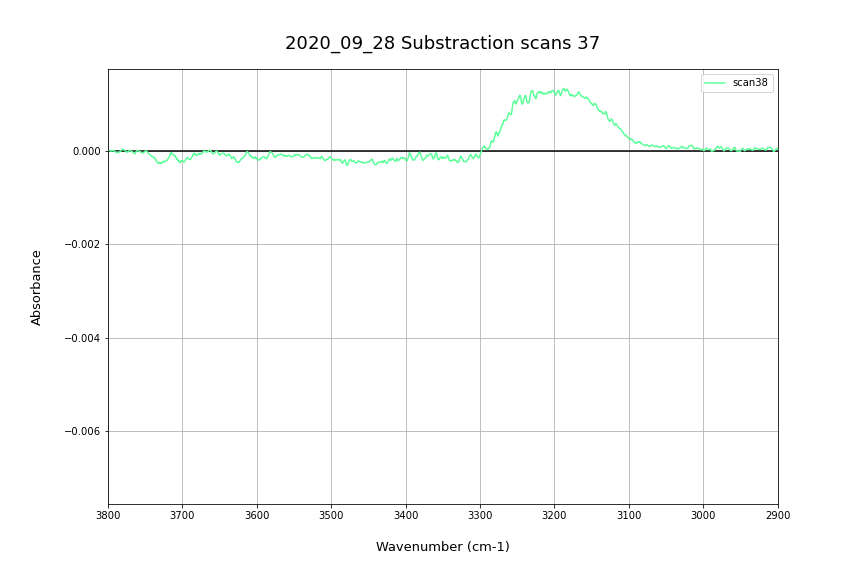 2020_09_28 Substraction scans 37
scan38
0.000
−0.002
−0.004
−0.006
Absorbance
3800 3700 3600 3500 3400 3300 3200 3100 3000 2900
Wavenumber (cm-1)